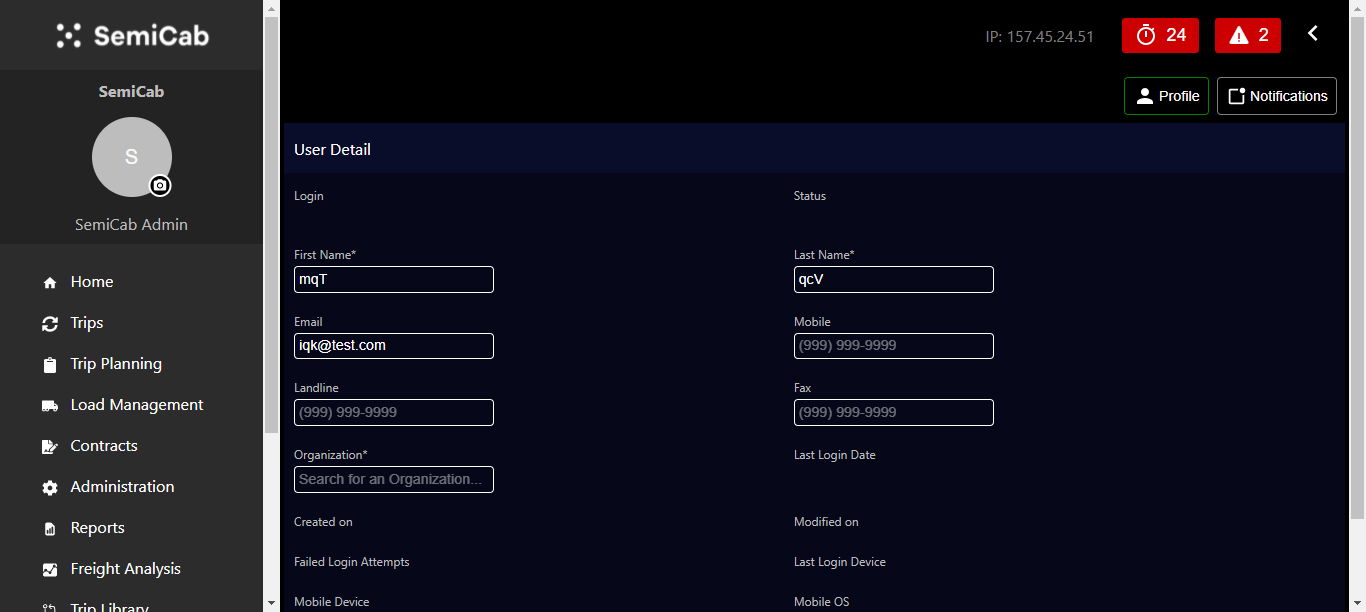 SemiCab
SemiCab
S
SemiCab Admin
Home
Trips
Trip Planning
Load Management
Contracts
Administration
Reports
Freight Analysis
Trip Library
IP: 157.45.24.51
24
2
Profile
Notifications
User Detail
Login
Status
First Name*
Last Name*
mqT
qcV
Email
Mobile
iqk@test.com
(999) 999-9999
Landline
Fax
(999) 999-9999
(999) 999-9999
Organization*
Last Login Date
Search for an Organization...
Created on
Modified on
Failed Login Attempts
Last Login Device
Mobile Device
Mobile OS